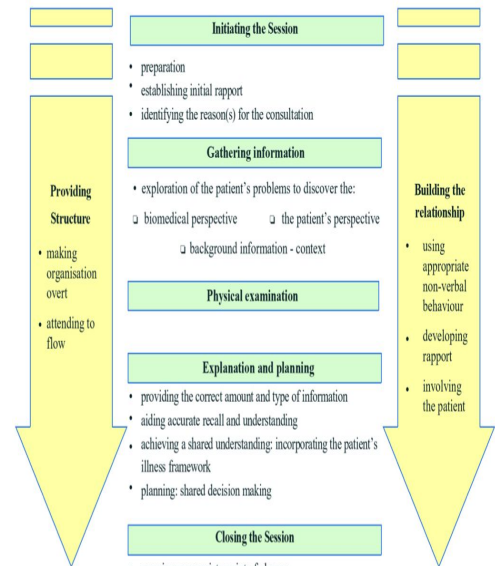 Initiating the Session
• preparation
• establishing initial rapport
• identifying the reason(s) for the consultation
Gathering information
• exploration of the patient's problems to discover the:
❑ biomedical perspective ❑ the patient's perspective
❑ background information - context
Physical examination
Explanation and planning
• providing the correct amount and type of information
• aiding accurate recall and understanding
• achieving a shared understanding: incorporating the patient's
illness framework
• planning: shared decision making
Closing the Session
Providing
Structure
• making
organisation
overt
• attending to
flow
Building the
relationship
• using
appropriate
non-verbal
behaviour
• developing
rapport
• involving
the patient